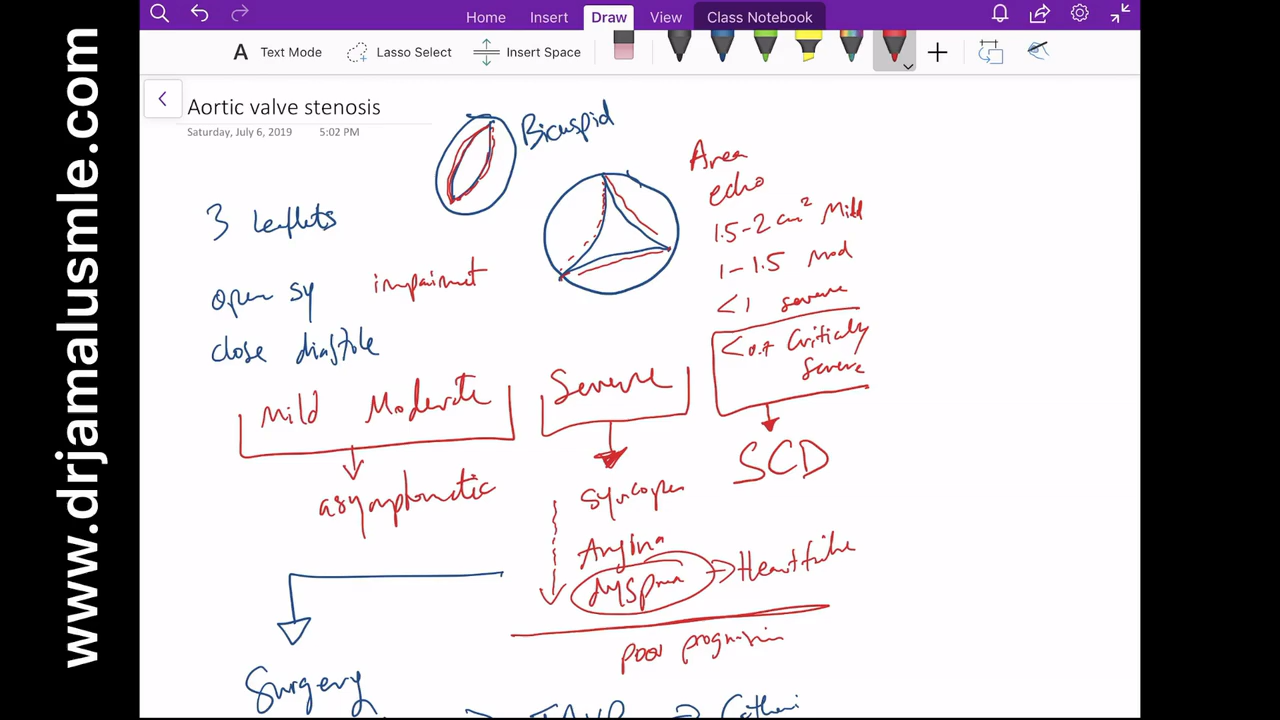 www.drjamalusmle.com
Home Insert Draw View Class Notebook
A Text Mode Lasso Select Insert Space
Aortic valve stenosis
Saturday, July 6, 2019 5:02 PM
Bicuspid
Area
echo
1.5-2 cm² Mild
1-1.5 mod
<1 severe
<0.7 Critically
severe
SCD
3 leaflets
open sy impairment
close diastole
Mild Moderate
Severe
asymptomatic
Syncope
Angina
dyspnea → Heart failure
poor prognosis
Surgery
TAVR → Catheri